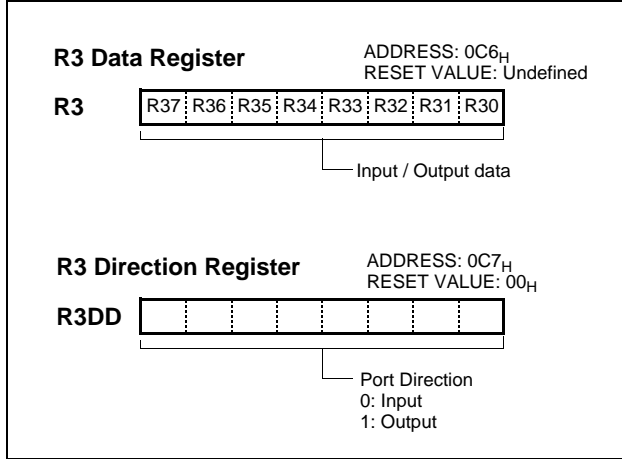 R3 Data Register
ADDRESS: 0C6H
RESET VALUE: Undefined
R3
R37 R36 R35 R34 R33 R32 R31 R30
Input / Output data
R3 Direction Register
ADDRESS: 0C7H
RESET VALUE: 00H
R3DD
Port Direction
0: Input
1: Output